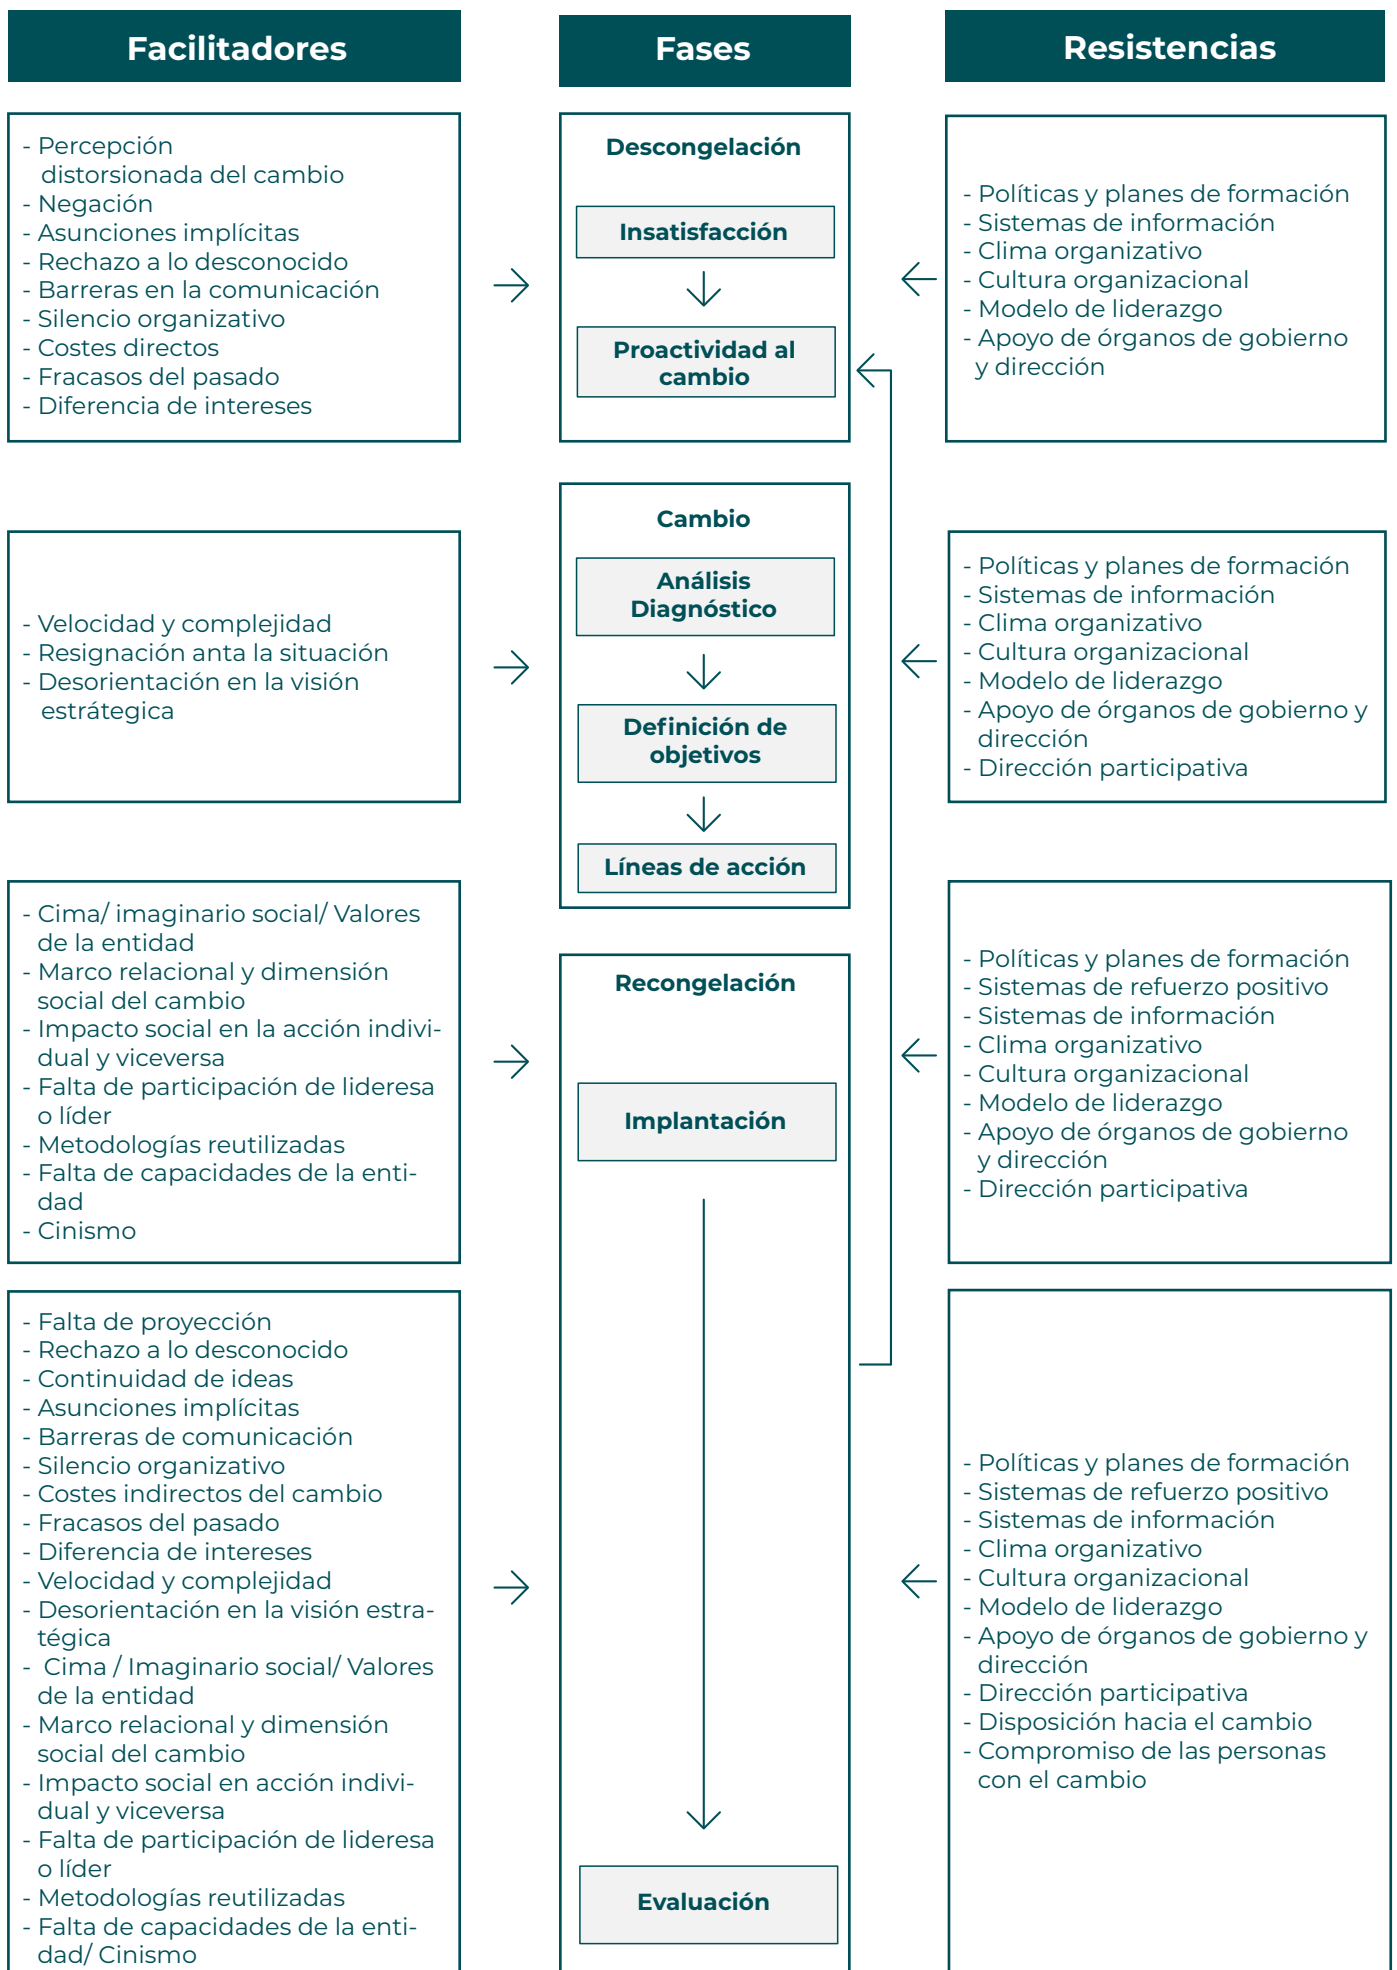 Facilitadores
Fases
Resistencias
- Percepción
distorsionada del cambio
- Negación
- Asunciones implícitas
- Rechazo a lo desconocido
- Barreras en la comunicación
- Silencio organizativo
- Costes directos
- Fracasos del pasado
- Diferencia de intereses
Descongelación
Insatisfacción
Proactividad al
cambio
- Políticas y planes de formación
- Sistemas de información
- Clima organizativo
- Cultura organizacional
- Modelo de liderazgo
- Apoyo de órganos de gobierno
y dirección
- Velocidad y complejidad
- Resignación anta la situación
- Desorientación en la visión
estrátegica
Cambio
Análisis
Diagnóstico
Definición de
objetivos
Líneas de acción
- Políticas y planes de formación
- Sistemas de información
- Clima organizativo
- Cultura organizacional
- Modelo de liderazgo
- Apoyo de órganos de gobierno y
dirección
- Dirección participativa
- Cima/ imaginario social/ Valores
de la entidad
- Marco relacional y dimensión
social del cambio
- Impacto social en la acción indivi-
dual y viceversa
- Falta de participación de lideresa
o líder
- Metodologías reutilizadas
- Falta de capacidades de la enti-
dad
- Cinismo
Recongelación
Implantación
- Políticas y planes de formación
- Sistemas de refuerzo positivo
- Sistemas de información
- Clima organizativo
- Cultura organizacional
- Modelo de liderazgo
- Apoyo de órganos de gobierno
y dirección
- Dirección participativa
- Falta de proyección
- Rechazo a lo desconocido
- Continuidad de ideas
- Asunciones implícitas
- Barreras de comunicación
- Silencio organizativo
- Costes indirectos del cambio
- Fracasos del pasado
- Diferencia de intereses
- Velocidad y complejidad
- Desorientación en la visión estra-
tégica
- Cima / Imaginario social/ Valores
de la entidad
- Marco relacional y dimensión
social del cambio
- Impacto social en acción indivi-
dual y viceversa
- Falta de participación de lideresa
o líder
- Metodologías reutilizadas
- Falta de capacidades de la enti-
dad/ Cinismo
Evaluación
- Políticas y planes de formación
- Sistemas de refuerzo positivo
- Sistemas de información
- Clima organizativo
- Cultura organizacional
- Modelo de liderazgo
- Apoyo de órganos de gobierno y
dirección
- Dirección participativa
- Disposición hacia el cambio
- Compromiso de las personas
con el cambio